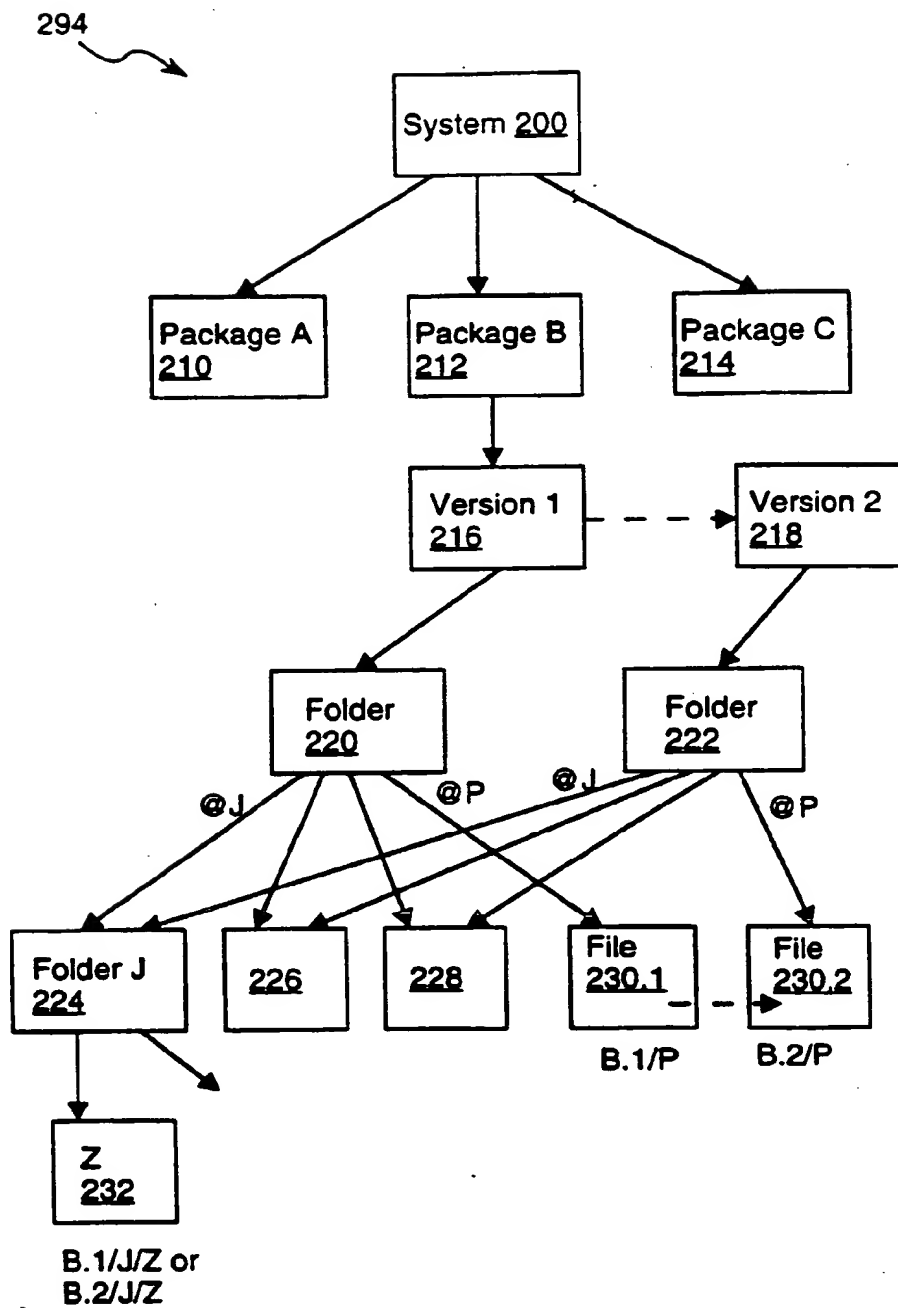 294
System 200
Package A
210
Package B
212
Package C
214
Version 1
216
Version 2
218
Folder
220
Folder
222
@J
@P
@J
@P
Folder J
224
226
228
File
230.1
File
230.2
B.1/P
B.2/P
Z
232
B.1/J/Z or
B.2/J/Z